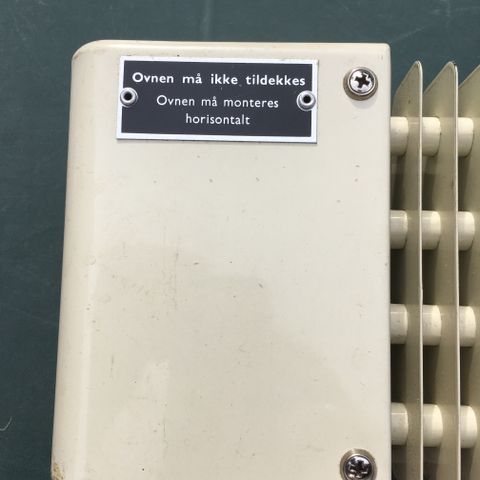 Ovnen må ikke tildekkes
Ovnen må monteres
horisontalt